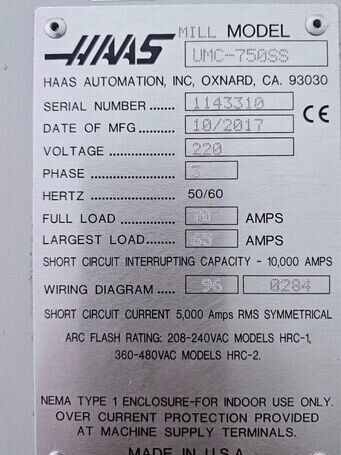 HAAS MILL MODEL
UMC-750SS
HAAS AUTOMATION, INC, OXNARD, CA. 93030
SERIAL NUMBER ........... 1143310
DATE OF MFG ............... 10/2017
CE
VOLTAGE ...................... 220
PHASE ........................... 3
HERTZ ........................... 50/60
FULL LOAD ................... 70 AMPS
LARGEST LOAD............ AMPS
SHORT CIRCUIT INTERRUPTING CAPACITY - 10,000 AMPS
WIRING DIAGRAM ......... 96 0284
SHORT CIRCUIT CURRENT 5,000 Amps RMS SYMMETRICAL
ARC FLASH RATING: 208-240VAC MODELS HRC-1,
360-480VAC MODELS HRC-2.
NEMA TYPE 1 ENCLOSURE-FOR INDOOR USE ONLY.
OVER CURRENT PROTECTION PROVIDED
AT MACHINE SUPPLY TERMINALS.
MADE IN U.S.A.